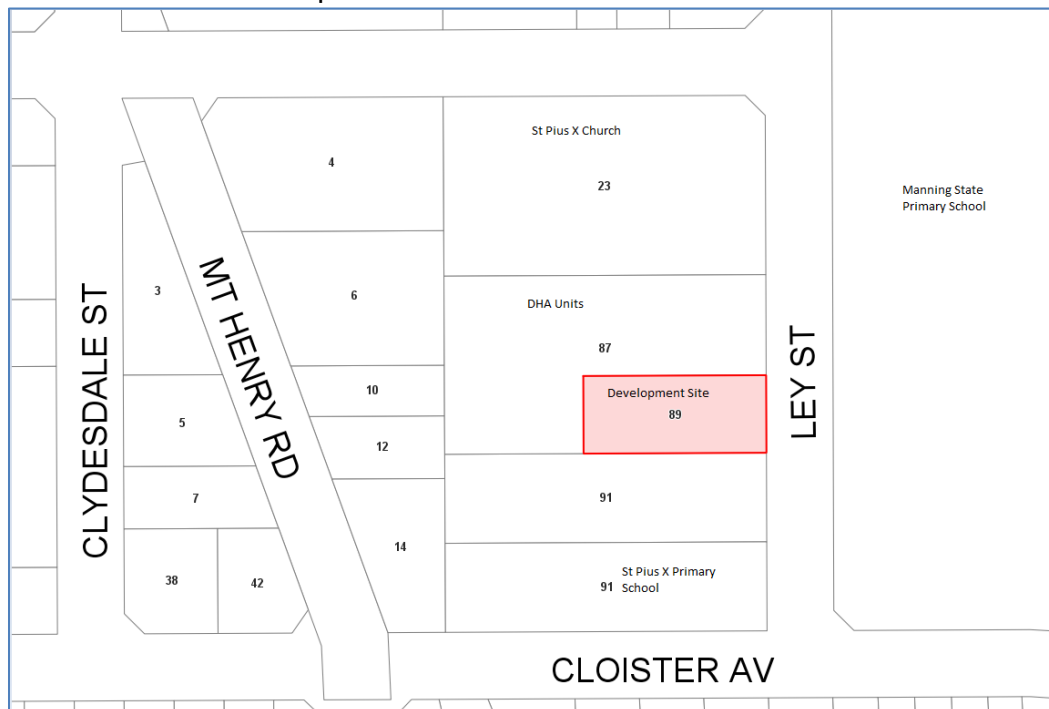 St Pius X Church
4
23
Manning State
Primary School
3
6
DHA Units
87
10
Development Site
89
5
12
7
91
14
38
42
91
St Pius X Primary
School
CLYDESDALE ST
MT HENRY RD
LEY ST
CLOISTER AV